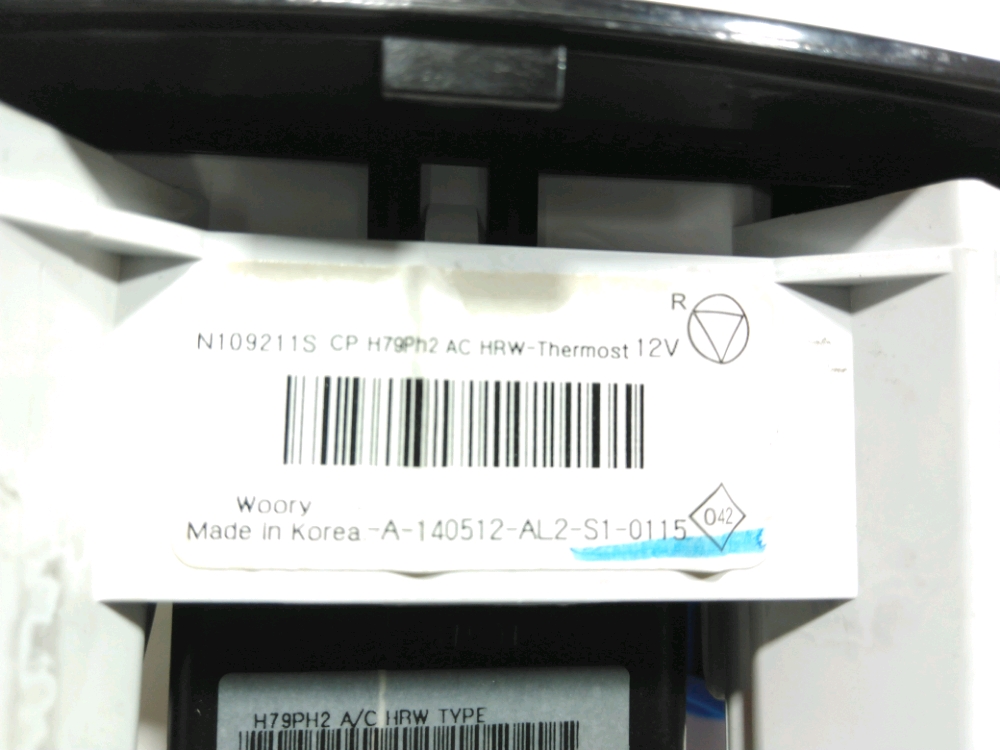 R
N109211S CP H79Ph2 AC HRW-Thermost 12V
Woory
042
Made in Korea -A-140512-AL2-S1-0115
H79PH2 A/C HRW TYPE